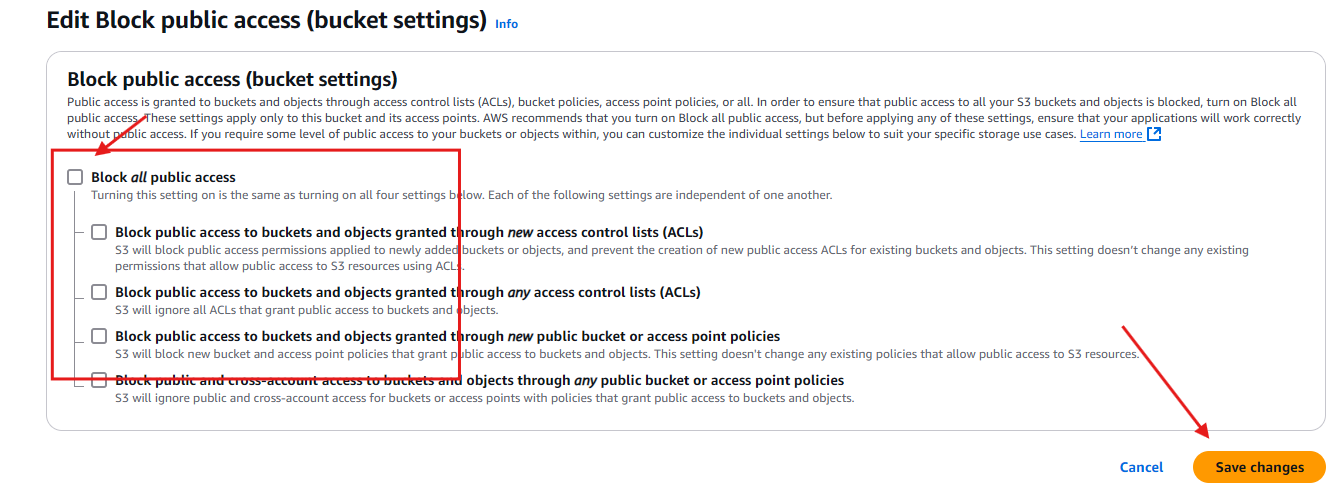 Edit Block public access (bucket settings) Info
Block public access (bucket settings)
Public access is granted to buckets and objects through access control lists (ACLs), bucket policies, access point policies, or all. In order to ensure that public access to all your S3 buckets and objects is blocked, turn on Block all
public access. These settings apply only to this bucket and its access points. AWS recommends that you turn on Block all public access, but before applying any of these settings, ensure that your applications will work correctly
without public access. If you require some level of public access to your buckets or objects within, you can customize the individual settings below to suit your specific storage use cases. Learn more
Block all public access
Turning this setting on is the same as turning on all four settings below. Each of the following settings are independent of one another.
Block public access to buckets and objects granted through new access control lists (ACLs)
S3 will block public access permissions applied to newly added buckets or objects, and prevent the creation of new public access ACLs for existing buckets and objects. This setting doesn't change any existing
permissions that allow public access to S3 resources using ACLs.
Block public access to buckets and objects granted through any access control lists (ACLs)
S3 will ignore all ACLs that grant public access to buckets and objects.
Block public access to buckets and objects granted through new public bucket or access point policies
S3 will block new bucket and access point policies that grant public access to buckets and objects. This setting doesn't change any existing policies that allow public access to S3 resources.
Block public and cross-account access to buckets and objects through any public bucket or access point policies
S3 will ignore public and cross-account access for buckets or access points with policies that grant public access to buckets and objects.
Cancel Save changes